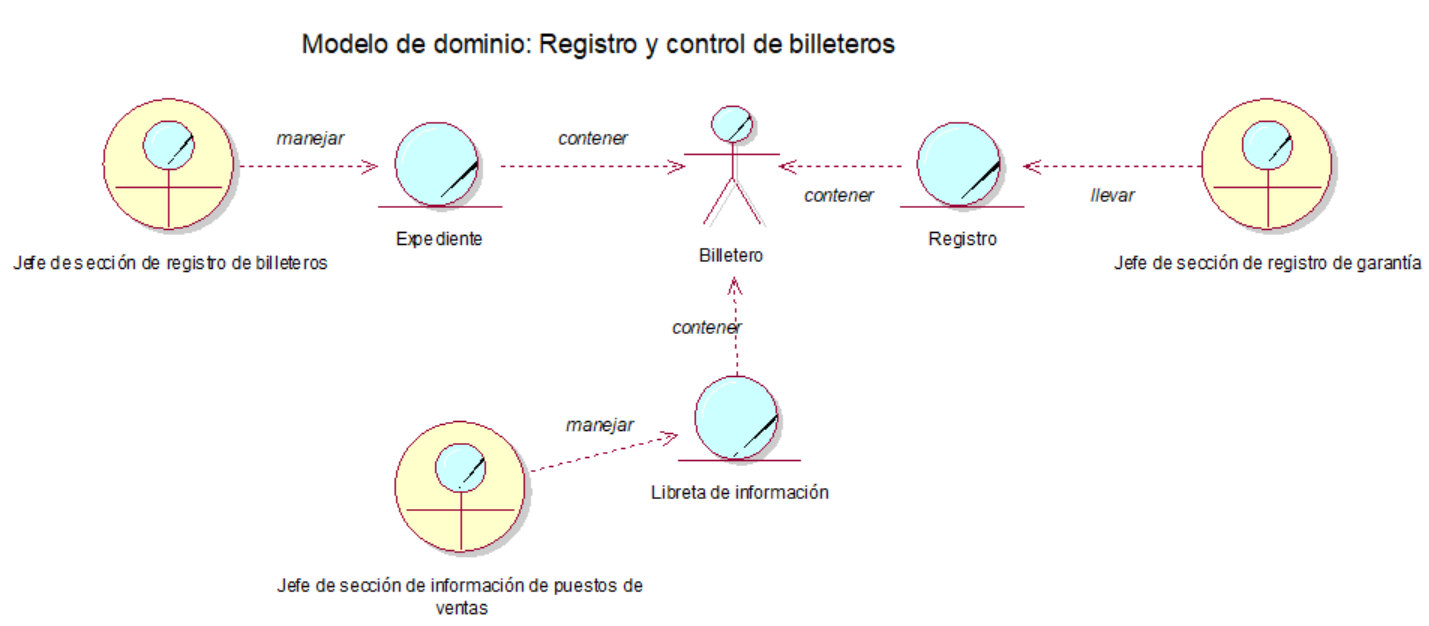 Modelo de dominio: Registro y control de billeteros
manejar
contener
contener
llevar
Expediente
Billetero
Registro
Jefe de sección de registro de billeteros
Jefe de sección de registro de garantía
contener
manejar
Libreta de información
Jefe de sección de información de puestos de
ventas